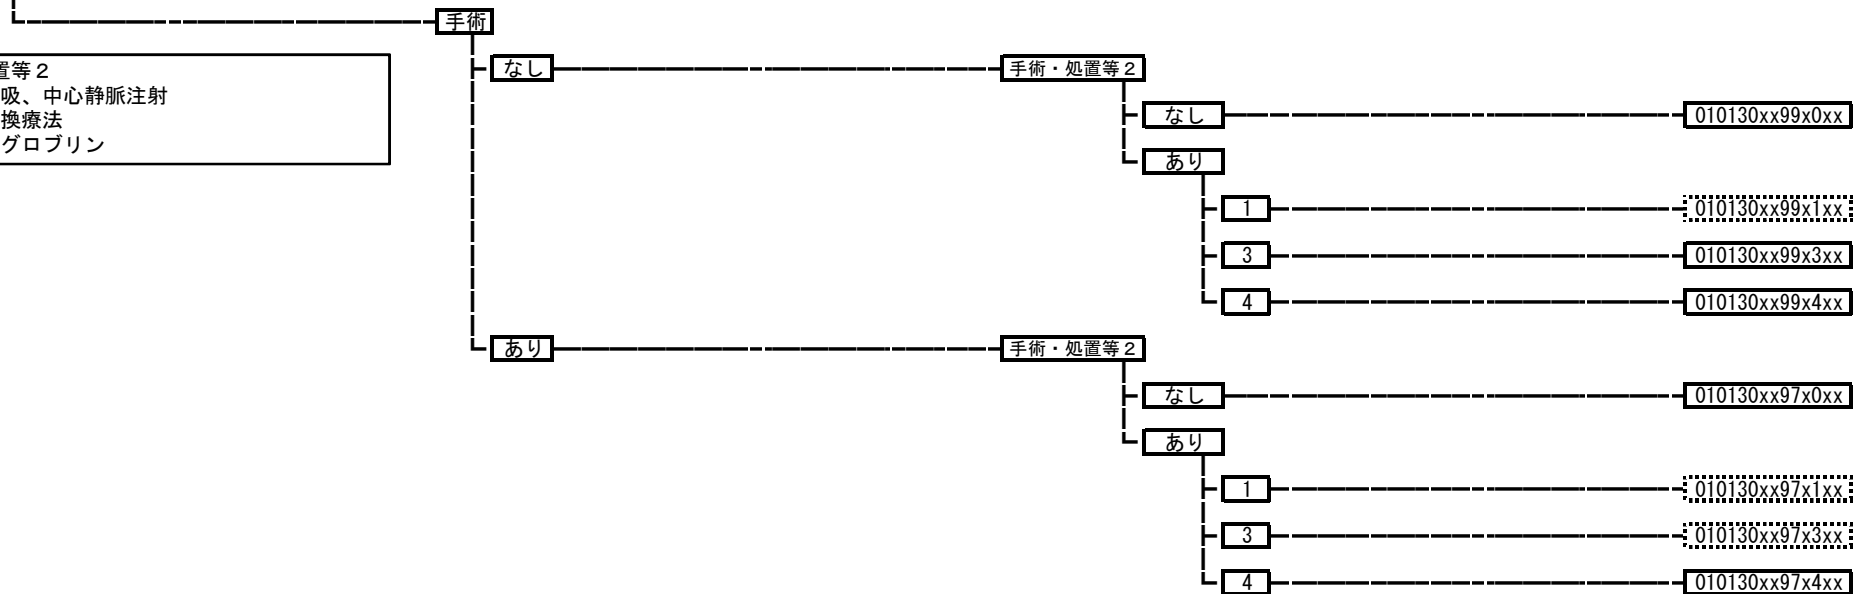 手術
置等２
なし
手術・処置等２
吸、中心静脈注射
換療法
なし
010130xx99x0xx
グロブリン
あり
1
010130xx99x1xx
3
010130xx99x3xx
4
010130xx99x4xx
あり
手術・処置等２
なし
010130xx97x0xx
あり
1
010130xx97x1xx
3
010130xx97x3xx
4
010130xx97x4xx